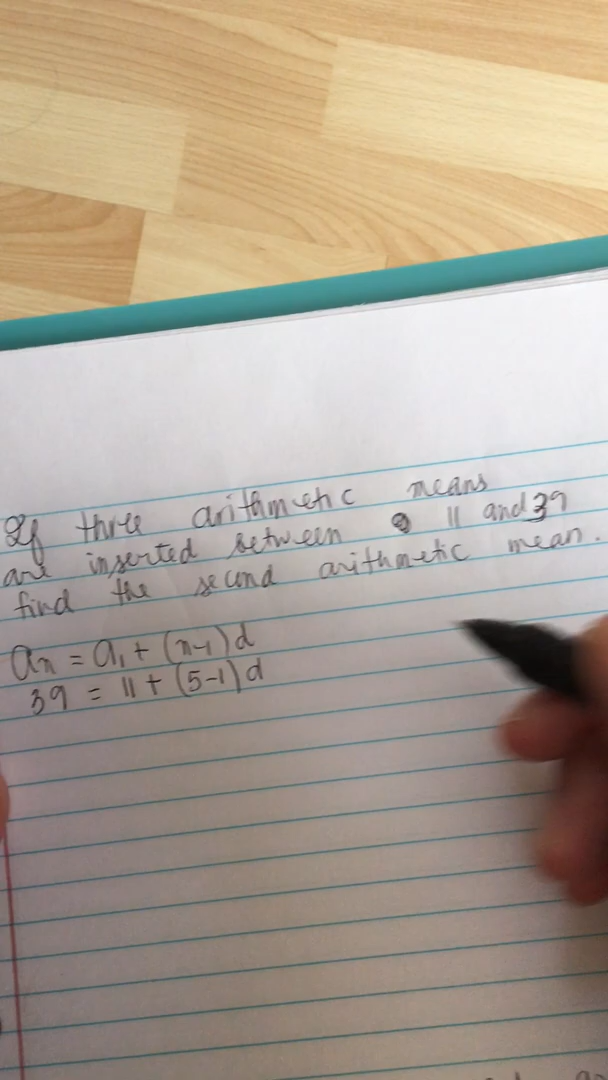 If three arithmetic means
are inserted between 11 and 39
find the second arithmetic mean.
an = a1 + (n-1)d
39 = 11 + (5-1)d